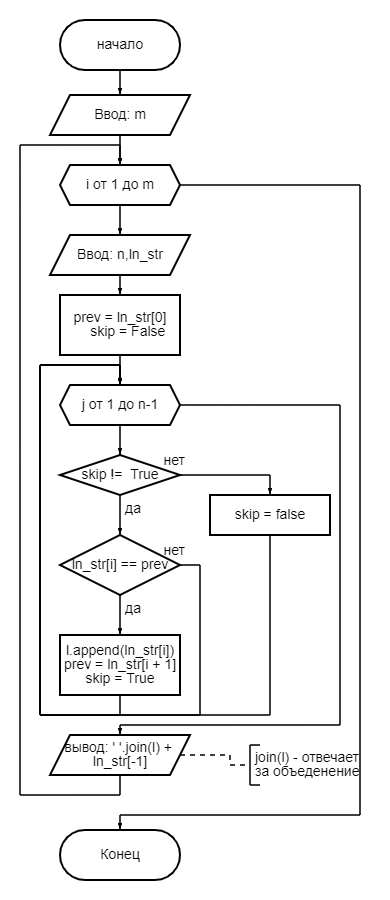 начало
Ввод: m
i от 1 до m
Ввод: n,ln_str
prev = ln_str[0]
skip = False
j от 1 до n-1
нет
skip != True
да
skip = false
нет
ln_str[i] == prev
да
l.append(ln_str[i])
prev = ln_str[i + 1]
skip = True
вывод: ' '.join(l) +
ln_str[-1]
join(l) - отвечает
за объеденение
Конец